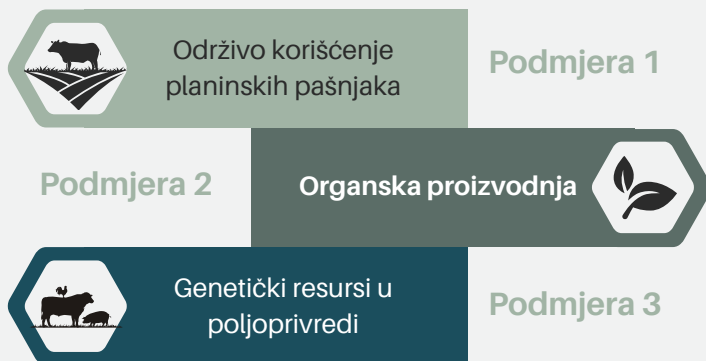 Održivo korišćenje
planinskih pašnjaka
Podmjera 1
Podmjera 2
Organska proizvodnja
Genetički resursi u
poljoprivredi
Podmjera 3